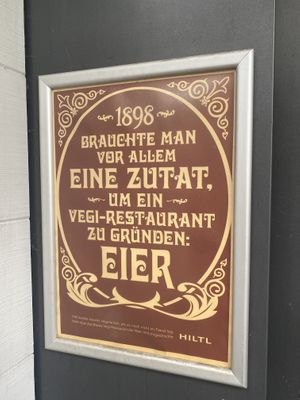 1898
BRAUCHTE MAN
VOR ALLEM
EINE ZUTAT,
UM EIN
VEGI-RESTAURANT
ZU GRÜNDEN:
EIER
HILTL